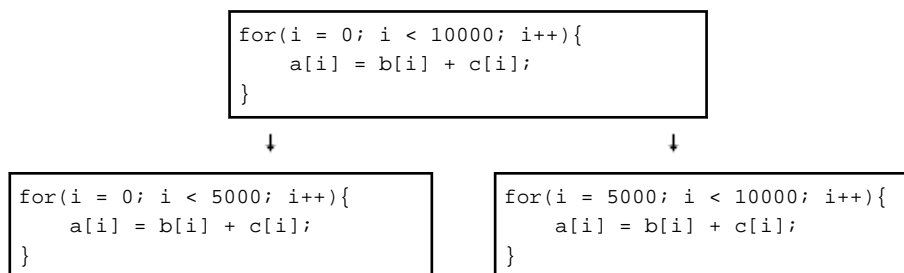 for(i = 0; i < 10000; i++){
    a[i] = b[i] + c[i];
}
for(i = 0; i < 5000; i++){
    a[i] = b[i] + c[i];
}
for(i = 5000; i < 10000; i++){
    a[i] = b[i] + c[i];
}